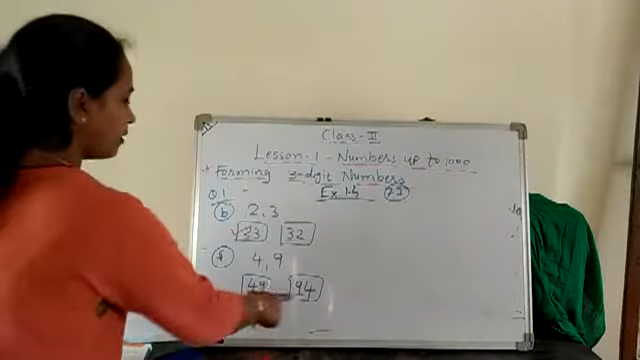 Class - II
Lesson - 1 - Numbers up to 1000
* Forming 3-digit Numbers
Q1 Ex 1.5
(b) 2, 3
23 32
4, 9
49 94